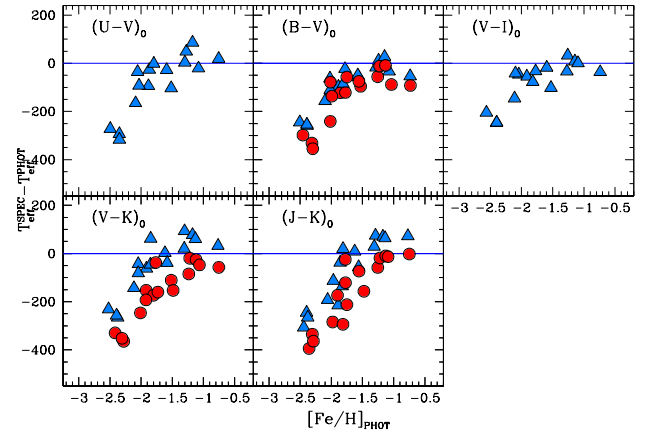 200
0
−200
−400
(U−V)₀
(B−V)₀
(V−I)₀
−3 −2.5 −2 −1.5 −1 −0.5
T_eff^SPEC−T_eff^PHOT
200
0
−200
−400
(V−K)₀
(J−K)₀
−3 −2.5 −2 −1.5 −1 −0.5
−3 −2.5 −2 −1.5 −1 −0.5
[Fe/H]_PHOT